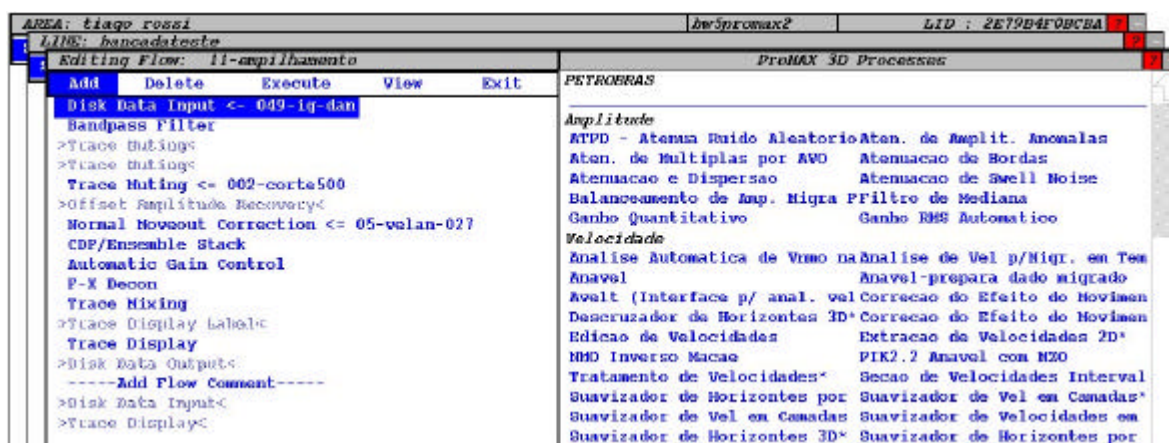 AREA: tiago rossi
hw5promax2
LID : 2E79B4F0BCBA ?
LINE: bancadateste
?
Editing Flow: 11-empilhamento
ProMAX 3D Processes
?
Add Delete Execute View Exit
Disk Data Input <- 049-iq-dan
Bandpass Filter
>Trace Muting<
>Trace Muting<
Trace Muting <= 002-corte500
>Offset Amplitude Recovery<
Normal Moveout Correction <= 05-velan-027
CDP/Ensemble Stack
Automatic Gain Control
F-X Decon
Trace Mixing
>Trace Display Label<
Trace Display
>Disk Data Output<
-----Add Flow Comment-----
>Disk Data Input<
>Trace Display<
PETROBRAS
Amplitude
ATPD - Atenua Ruido Aleatorio Aten. de Amplit. Anomalas
Aten. de Multiplas por AVO Atenuacao de Bordas
Atenuacao e Dispersao Atenuacao de Swell Noise
Balanceamento de Amp. Migra P Filtro de Mediana
Ganho Quantitativo Ganho RMS Automatico
Velocidade
Analise Automatica de Vrmo na Analise de Vel p/Migr. em Tem
Anavel Anavel-prepara dado migrado
Avelt (Interface p/ anal. vel Correcao do Efeito do Movimen
Descruzador de Horizontes 3D* Correcao do Efeito do Movimen
Edicao de Velocidades Extracao de Velocidades 2D*
NMO Inverso Macae PIK2.2 Anavel com MZO
Tratamento de Velocidades* Secao de Velocidades Interval
Suavizador de Horizontes por Suavizador de Vel em Camadas*
Suavizador de Vel em Camadas Suavizador de Velocidades em
Suavizador de Horizontes 3D* Suavizador de Horizontes por